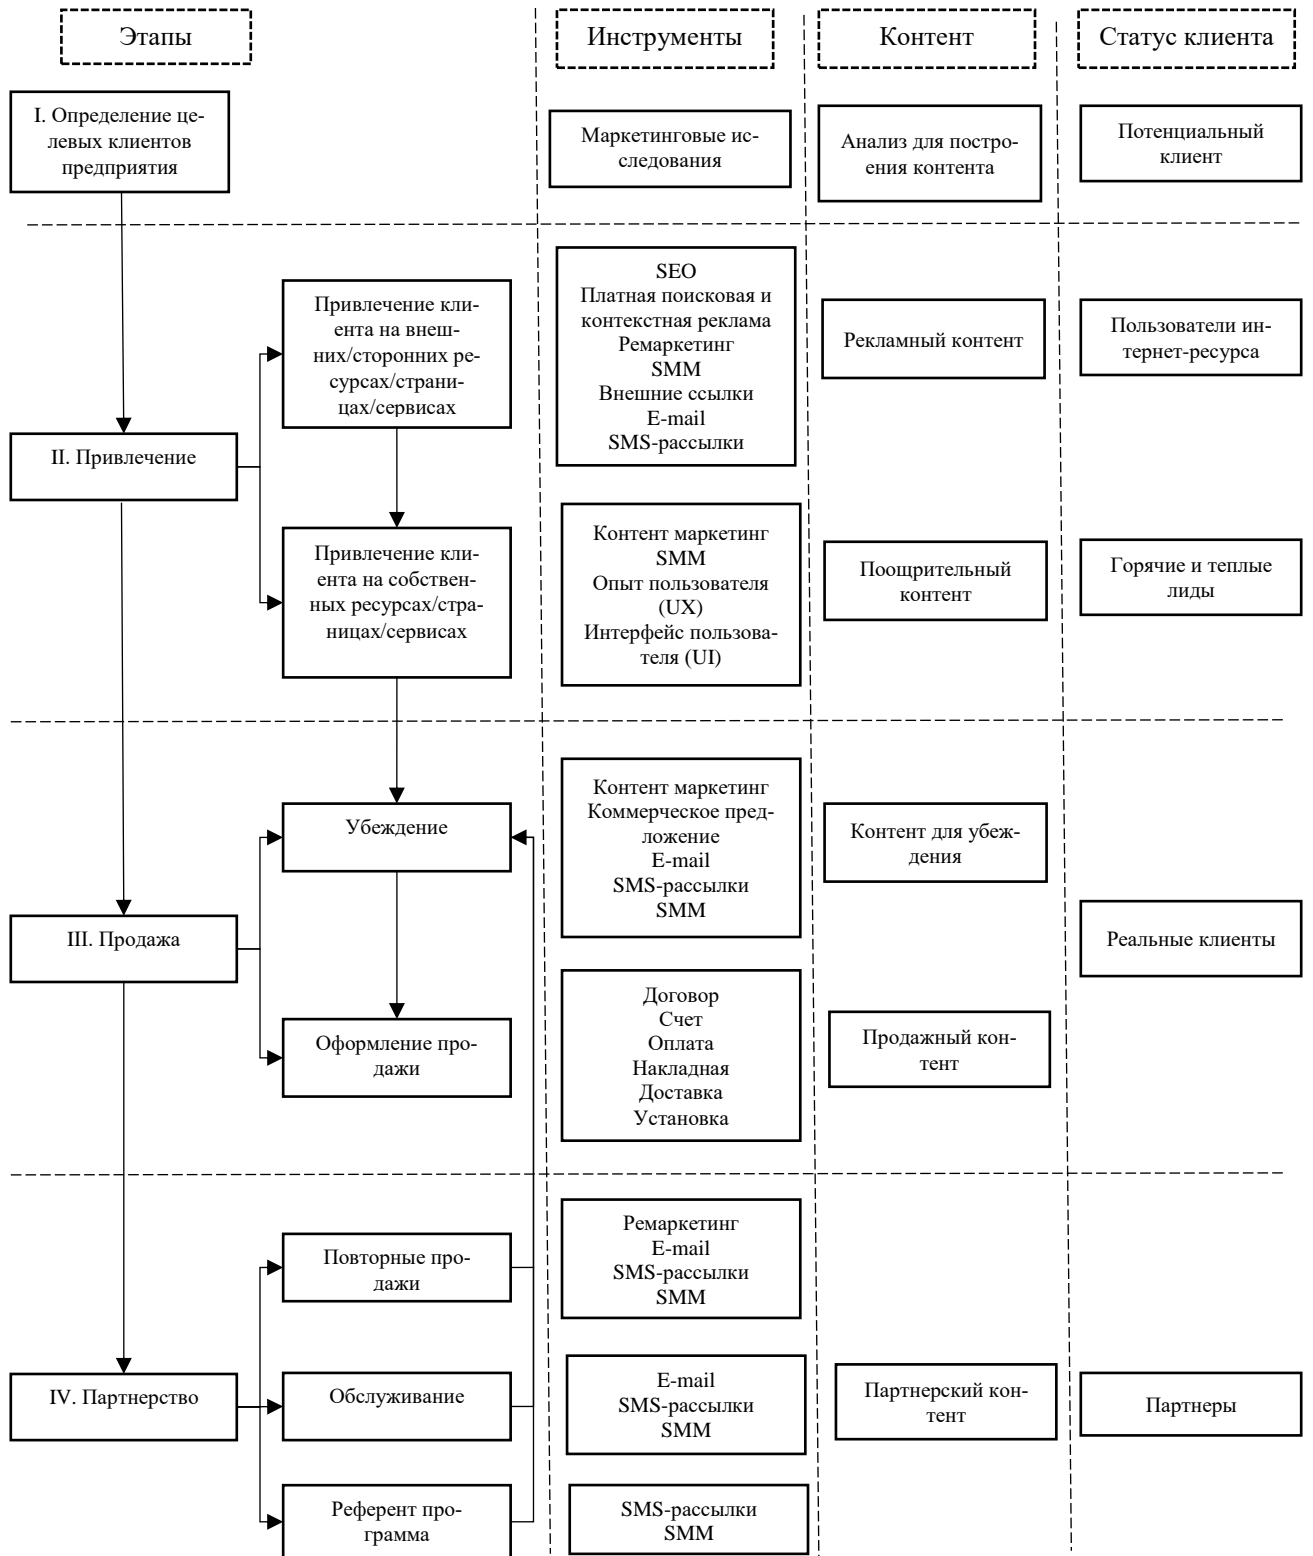 Этапы
Инструменты
Контент
Статус клиента
I. Определение це-
левых клиентов
предприятия
Маркетинговые ис-
следования
Анализ для постро-
ения контента
Потенциальный
клиент
Привлечение кли-
ента на внеш-
них/сторонних ре-
сурсах/страни-
цах/сервисах
SEO
Платная поисковая и
контекстная реклама
Ремаркетинг
SMM
Внешние ссылки
E-mail
SMS-рассылки
Рекламный контент
Пользователи ин-
тернет-ресурса
II. Привлечение
Привлечение кли-
ента на собствен-
ных ресурсах/стра-
ницах/сервисах
Контент маркетинг
SMM
Опыт пользователя
(UX)
Интерфейс пользова-
теля (UI)
Поощрительный
контент
Горячие и теплые
лиды
Убеждение
Контент маркетинг
Коммерческое пред-
ложение
E-mail
SMS-рассылки
SMM
Контент для убеж-
дения
III. Продажа
Реальные клиенты
Оформление про-
дажи
Договор
Счет
Оплата
Накладная
Доставка
Установка
Продажный кон-
тент
Повторные про-
дажи
Ремаркетинг
E-mail
SMS-рассылки
SMM
IV. Партнерство
Обслуживание
E-mail
SMS-рассылки
SMM
Партнерский кон-
тент
Партнеры
Референт про-
грамма
SMS-рассылки
SMM